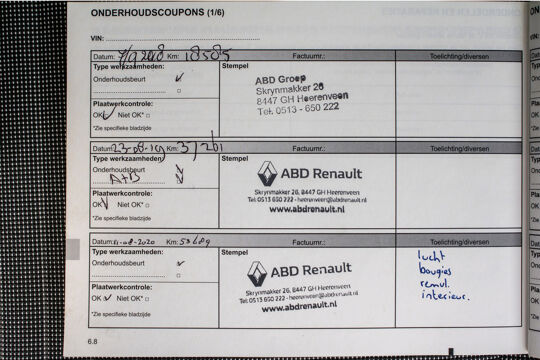 ONDERHOUDSCOUPONS (1/6)
VIN:
Datum: 7/9 2018 Km: 18585 Factuurnr.: Toelichting/diversen
Type werkzaamheden: Stempel
Onderhoudsbeurt
ABD Groep
Skrynmakker 26
8447 GH Heerenveen
Tel. 0513 - 650 222
Plaatwerkcontrole:
OK Niet OK*
*Zie specifieke bladzijde
Datum: 23-08-19 Km: Factuurnr.: Toelichting/diversen
Type werkzaamheden: Stempel
Onderhoudsbeurt
A+B
ABD Renault
Skrynmakker 26, 8447 GH Heerenveen
Tel: 0513 650 222 - heerenveen@abdrenault.nl
www.abdrenault.nl
Plaatwerkcontrole:
OK Niet OK*
*Zie specifieke bladzijde
Datum: -08-2020 Km: Factuurnr.: Toelichting/diversen
Type werkzaamheden: Stempel
Onderhoudsbeurt
ABD Renault
Skrynmakker 26, 8447 GH Heerenveen
Tel: 0513 650 222 - heerenveen@abdrenault.nl
www.abdrenault.nl
lucht
bougies
remvl.
interieur.
Plaatwerkcontrole:
OK Niet OK*
*Zie specifieke bladzijde
6.8